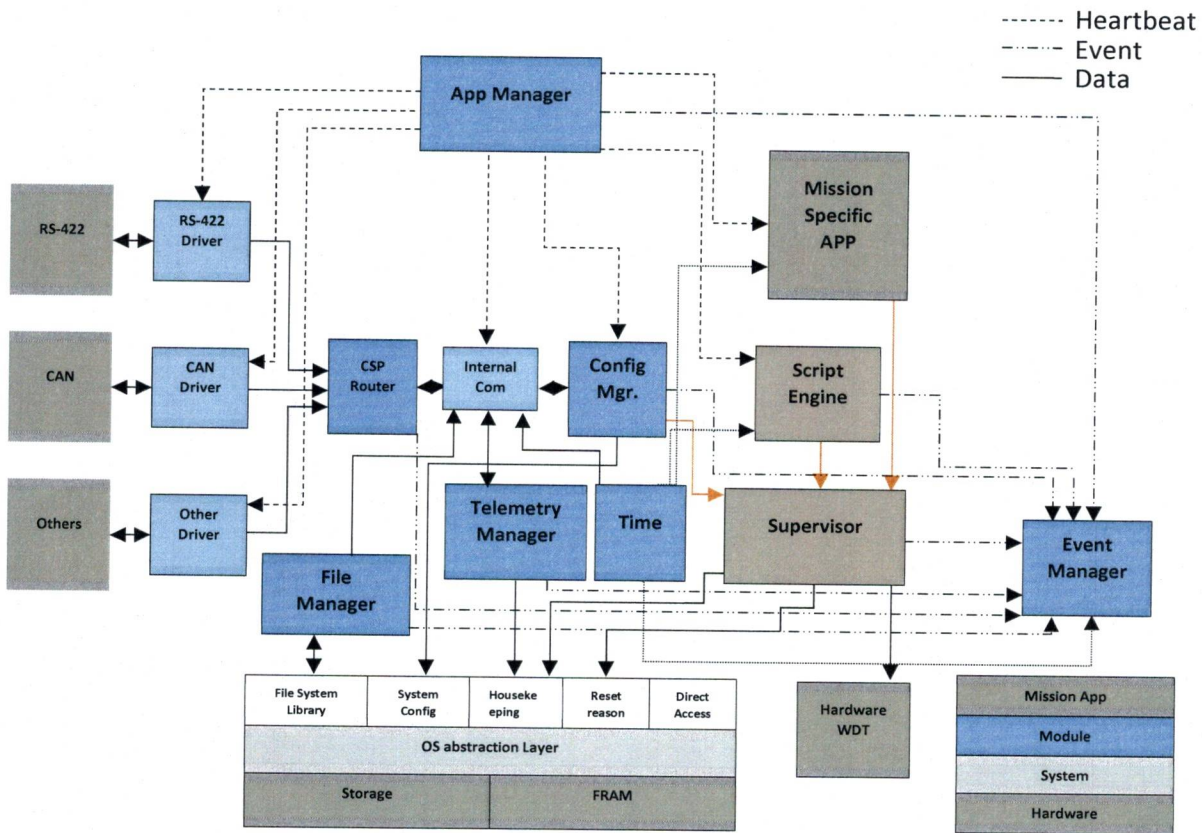 Heartbeat
Event
Data
App Manager
Mission
Specific
APP
RS-422
RS-422
Driver
CAN
CAN
Driver
CSP
Router
Internal
Com
Config
Mgr.
Script
Engine
Others
Other
Driver
Telemetry
Manager
Time
Supervisor
Event
Manager
File
Manager
File System
Library
System
Config
Houseke
eping
Reset
reason
Direct
Access
OS abstraction Layer
Storage
FRAM
Hardware
WDT
Mission App
Module
System
Hardware